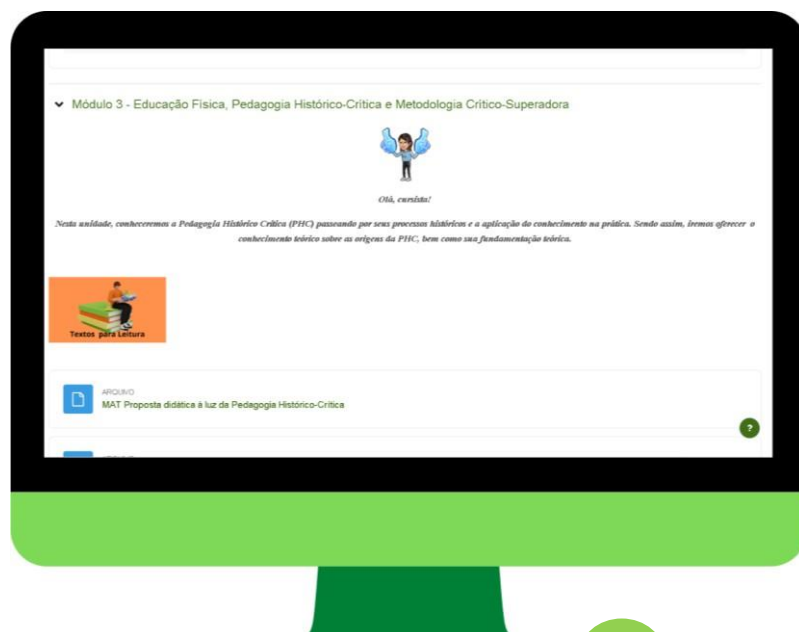 Módulo 3 - Educação Física, Pedagogia Histórico-Crítica e Metodologia Crítico-Superadora
Olá, cursista!
Nesta unidade, conheceremos a Pedagogia Histórico Crítica (PHC) passando por seus processos históricos e a aplicação do conhecimento na prática. Sendo assim, iremos oferecer o
conhecimento teórico sobre as origens da PHC, bem como sua fundamentação teórica.
Textos para Leitura
ARQUIVO
MAT Proposta didática à luz da Pedagogia Histórico-Crítica
?